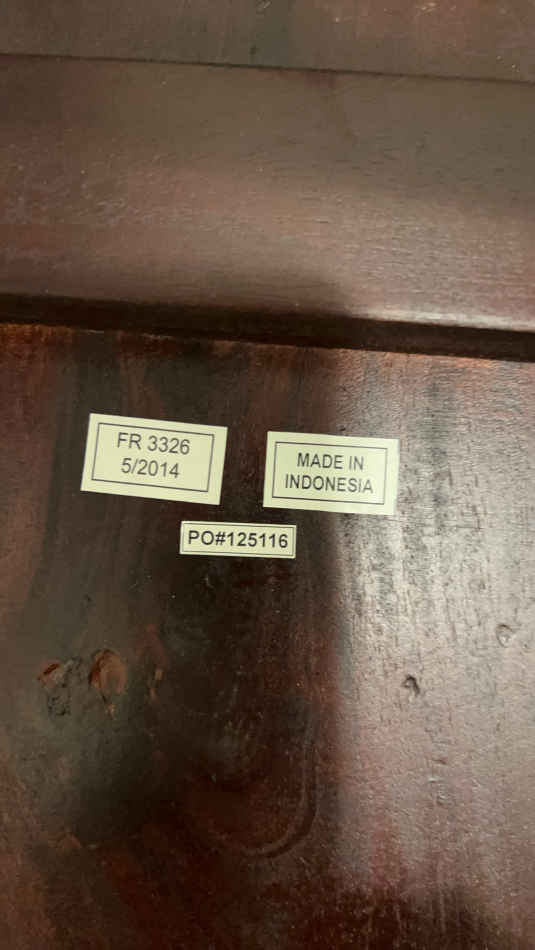 FR 3326
5/2014
MADE IN
INDONESIA
PO#125116